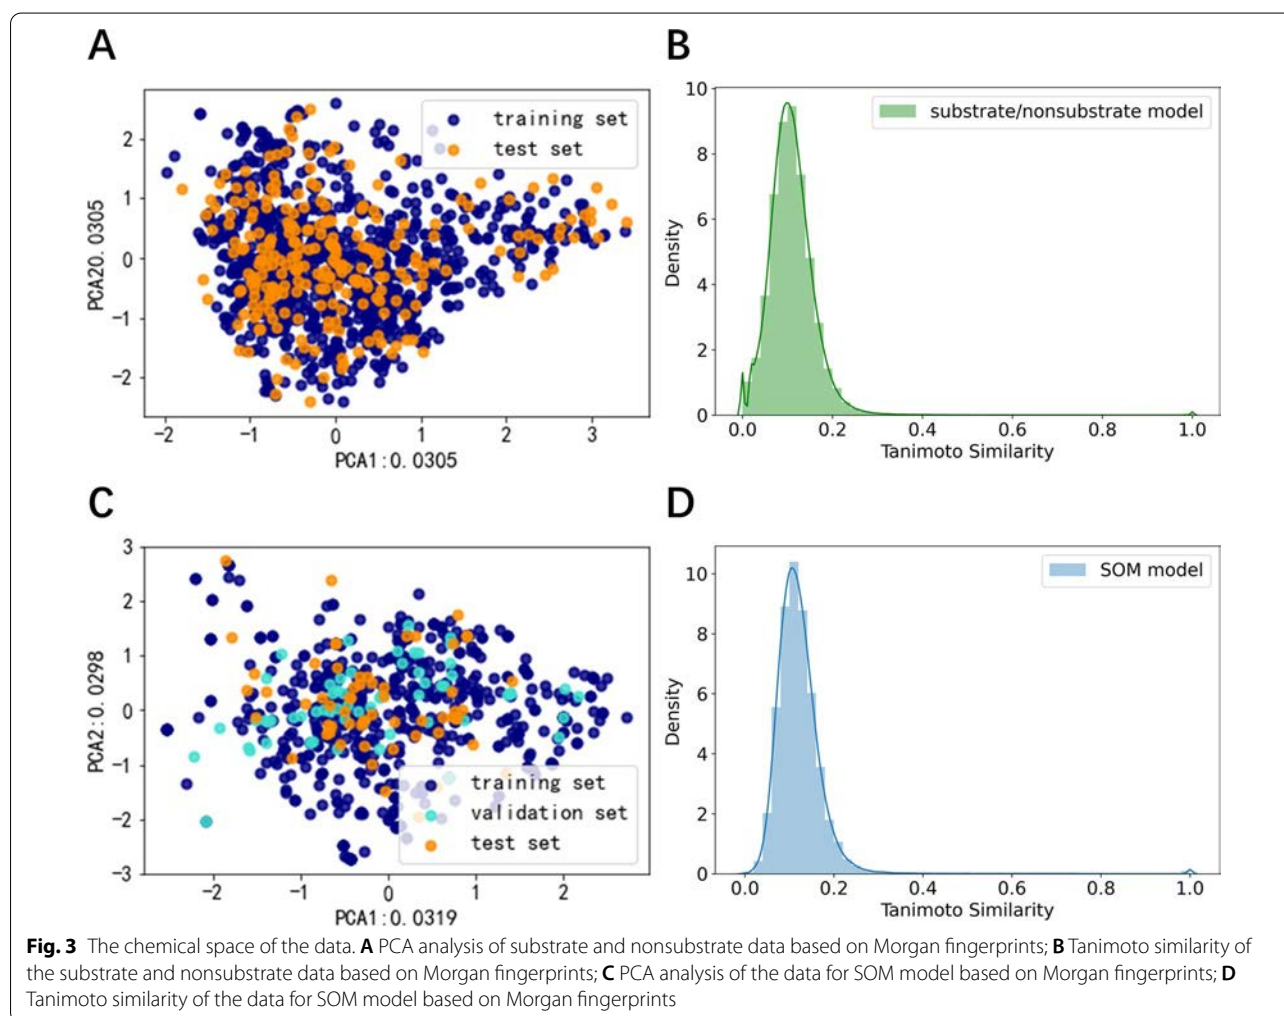 A
B
2
1
0
−1
−2
−2
−1
0
1
2
3
PCA20.0305
PCA1:0.0305
training set
test set
10
8
6
4
2
0
0.0
0.2
0.4
0.6
0.8
1.0
Density
Tanimoto Similarity
substrate/nonsubstrate model
C
D
3
2
1
0
−1
−2
−3
−2
−1
0
1
2
PCA2:0.0298
PCA1:0.0319
training set
validation set
test set
10
8
6
4
2
0
0.0
0.2
0.4
0.6
0.8
1.0
Density
Tanimoto Similarity
SOM model
Fig. 3 The chemical space of the data. A PCA analysis of substrate and nonsubstrate data based on Morgan fingerprints; B Tanimoto similarity of
the substrate and nonsubstrate data based on Morgan fingerprints; C PCA analysis of the data for SOM model based on Morgan fingerprints; D
Tanimoto similarity of the data for SOM model based on Morgan fingerprints